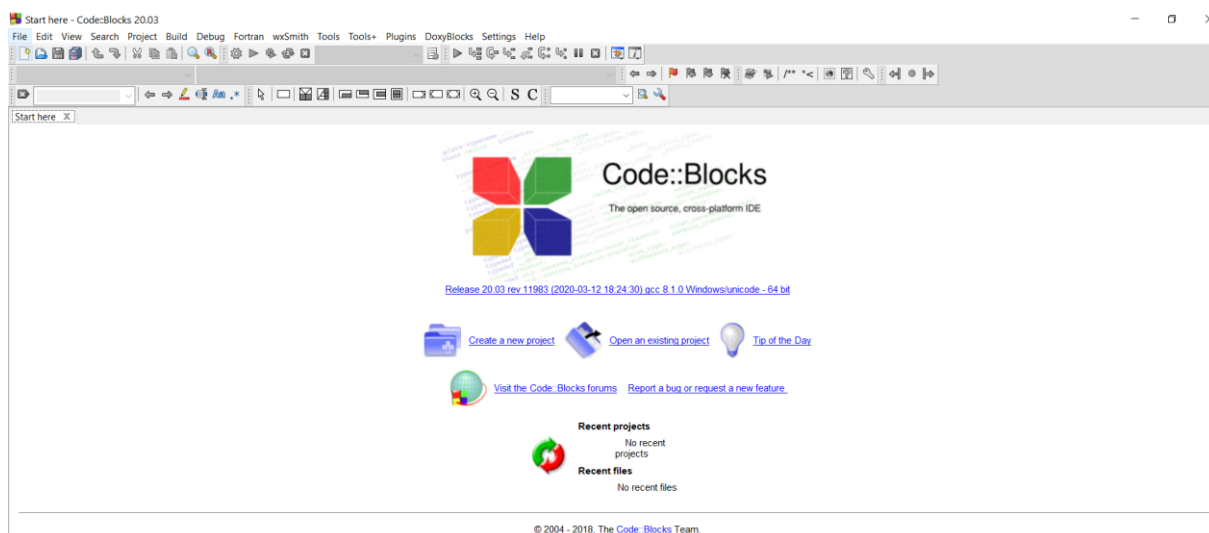 Start here - Code::Blocks 20.03
File Edit View Search Project Build Debug Fortran wxSmith Tools Tools+ Plugins DoxyBlocks Settings Help
/** *<
Aa .*
S C
Start here X
Code::Blocks
The open source, cross-platform IDE
Release 20.03 rev 11983 (2020-03-12 18:24:30) gcc 8.1.0 Windows/unicode - 64 bit
Create a new project Open an existing project Tip of the Day
Visit the Code::Blocks forums Report a bug or request a new feature.
Recent projects
No recent
projects
Recent files
No recent files
© 2004 - 2018. The Code::Blocks Team.